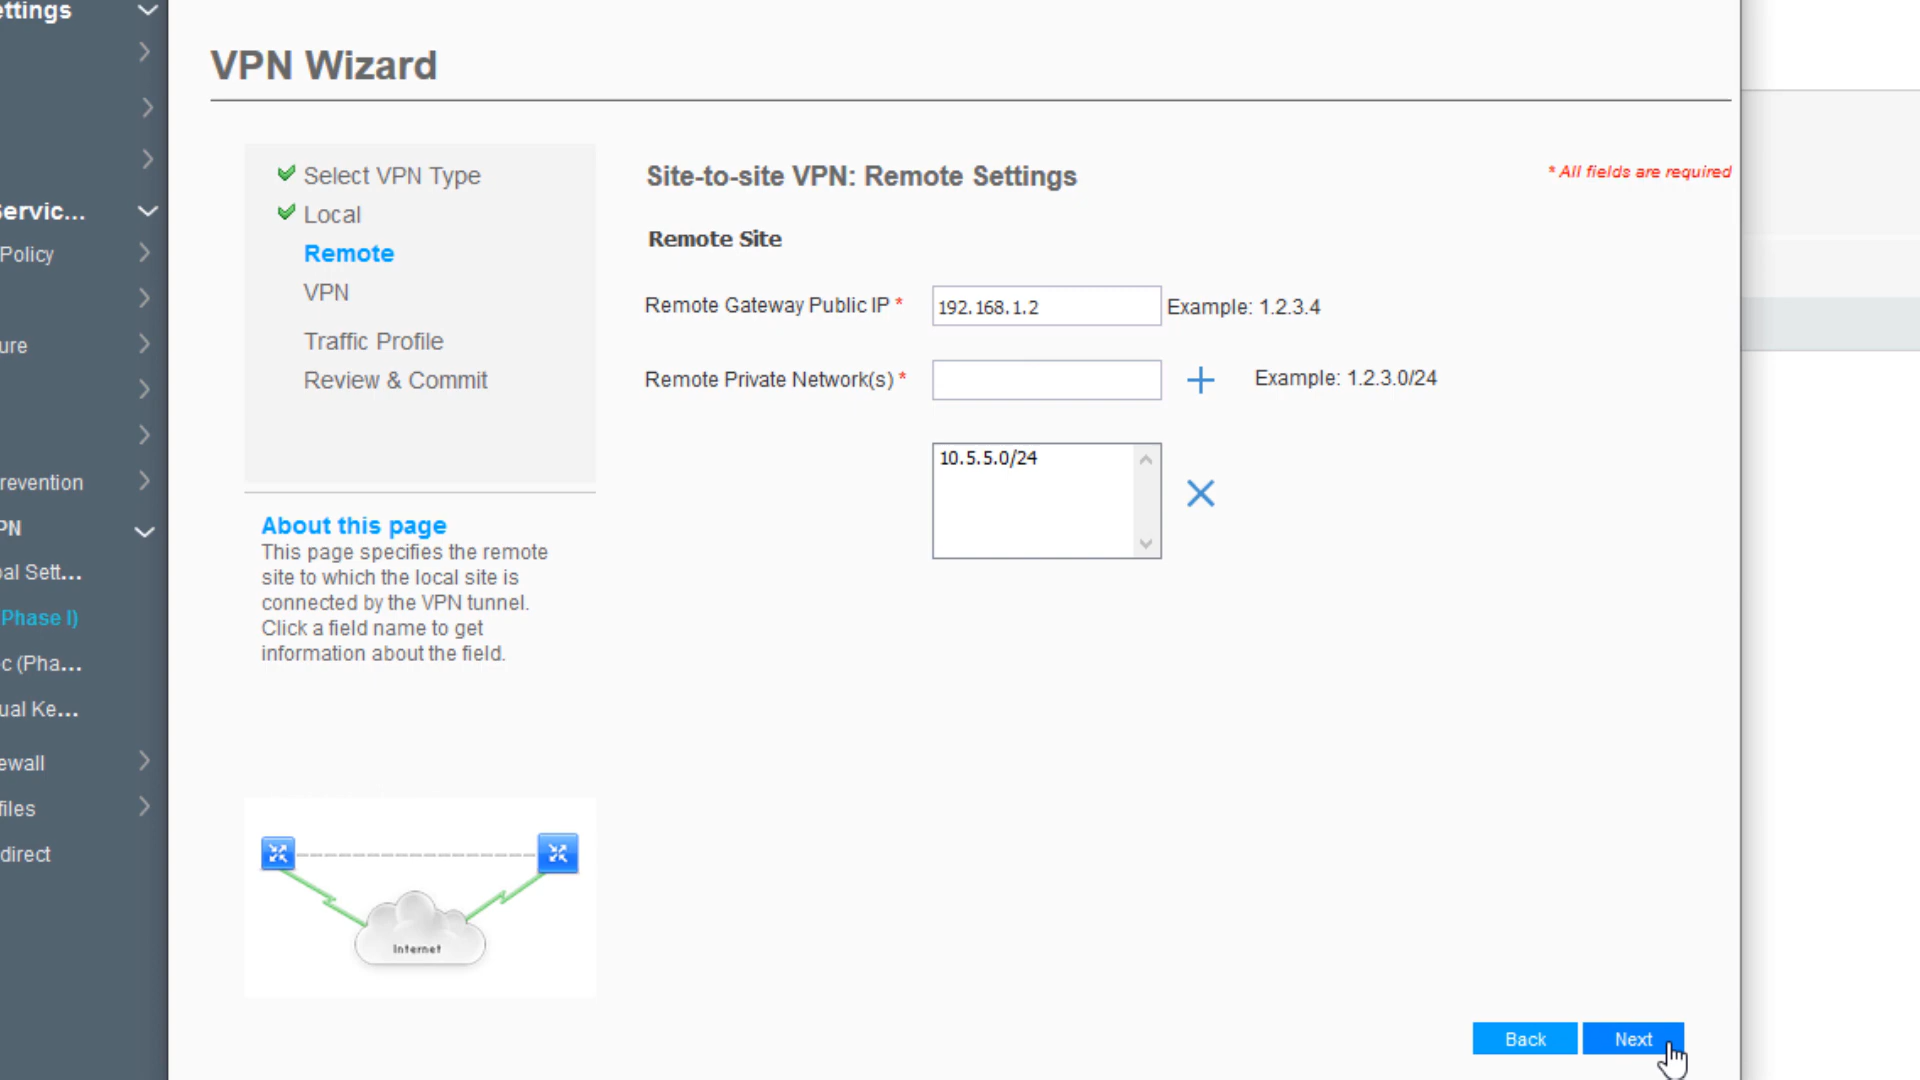 ettings
Servic...
Policy
ure
revention
PN
al Sett...
Phase I)
c (Pha...
ual Ke...
ewall
files
direct
VPN Wizard
Select VPN Type
Local
Remote
VPN
Traffic Profile
Review & Commit
About this page
This page specifies the remote
site to which the local site is
connected by the VPN tunnel.
Click a field name to get
information about the field.
Internet
Site-to-site VPN: Remote Settings
* All fields are required
Remote Site
Remote Gateway Public IP * 192.168.1.2 Example: 1.2.3.4
Remote Private Network(s) * Example: 1.2.3.0/24
10.5.5.0/24
Back Next